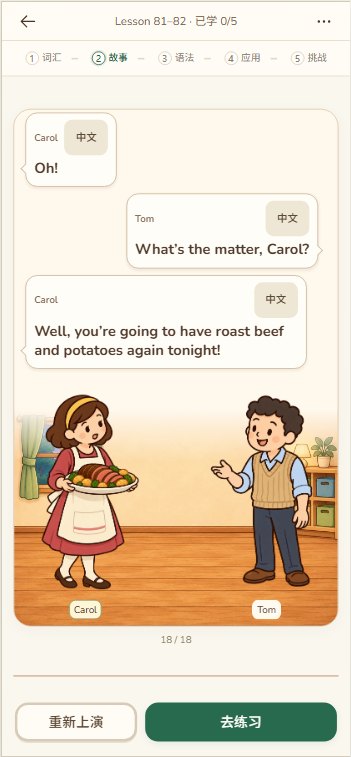 Lesson 81–82 · 已学 0/5
1 词汇 – 2 故事 – 3 语法 – 4 应用 – 5 挑战
Carol 中文
Oh!
Tom 中文
What's the matter, Carol?
Carol 中文
Well, you're going to have roast beef
and potatoes again tonight!
Carol Tom
18 / 18
重新上演 去练习